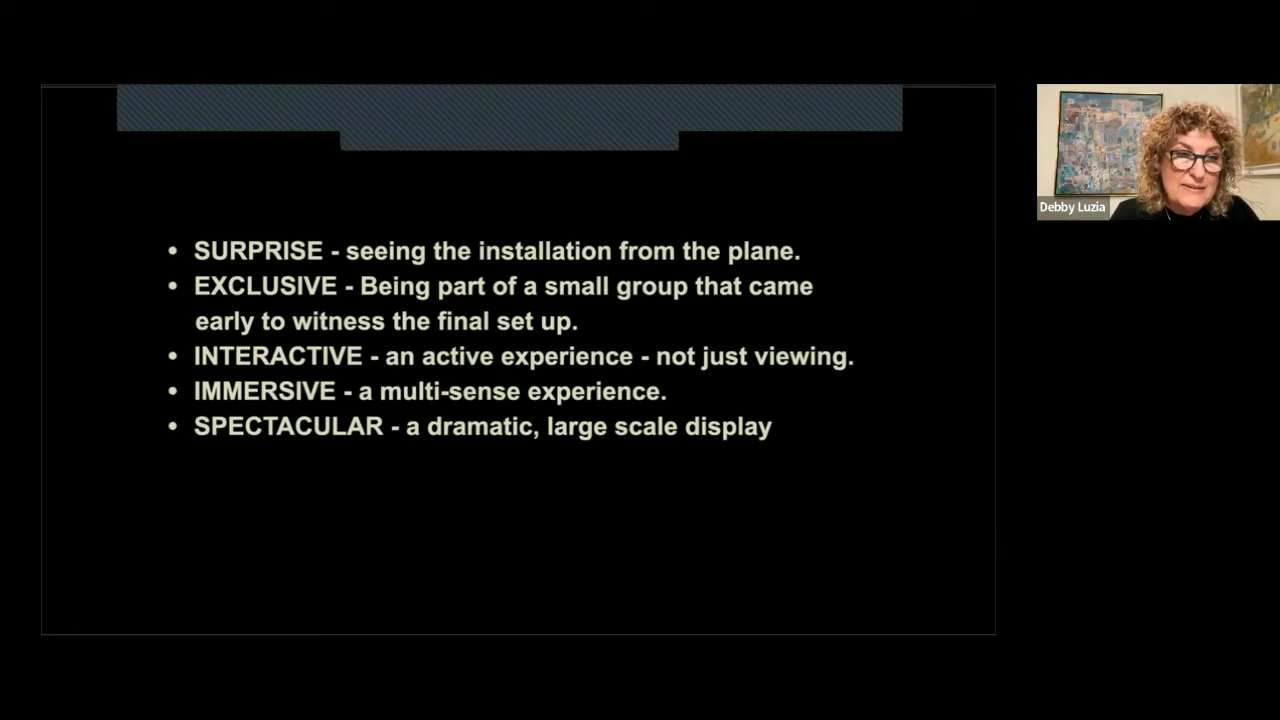 • SURPRISE - seeing the installation from the plane.
• EXCLUSIVE - Being part of a small group that came
early to witness the final set up.
• INTERACTIVE - an active experience - not just viewing.
• IMMERSIVE - a multi-sense experience.
• SPECTACULAR - a dramatic, large scale display
Debby Luzia